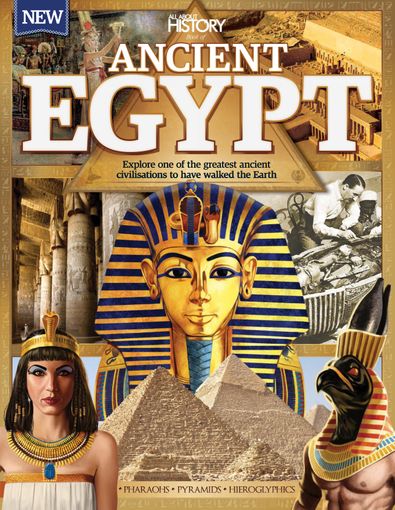 NEW
ALL ABOUT
HISTORY
Book of
ANCIENT
EGYPT
Explore one of the greatest ancient
civilisations to have walked the Earth
• PHARAOHS • PYRAMIDS • HIEROGLYPHICS